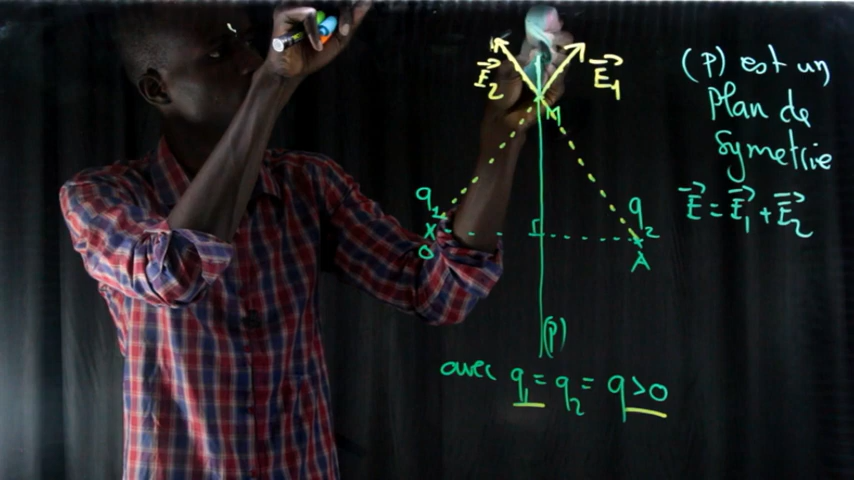 E⃗₂
E⃗₁
M
q₁
q₂
x
I
x
O
A
(P)
avec q₁ = q₂ = q > 0
(P) est un
Plan de
Symetrie
E⃗ = E⃗₁ + E⃗₂